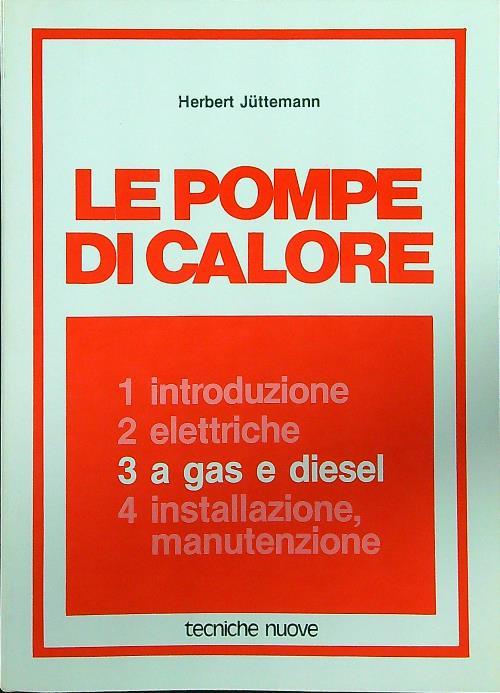 Herbert Jüttemann
LE POMPE
DI CALORE
1 introduzione
2 elettriche
3 a gas e diesel
4 installazione,
manutenzione
tecniche nuove